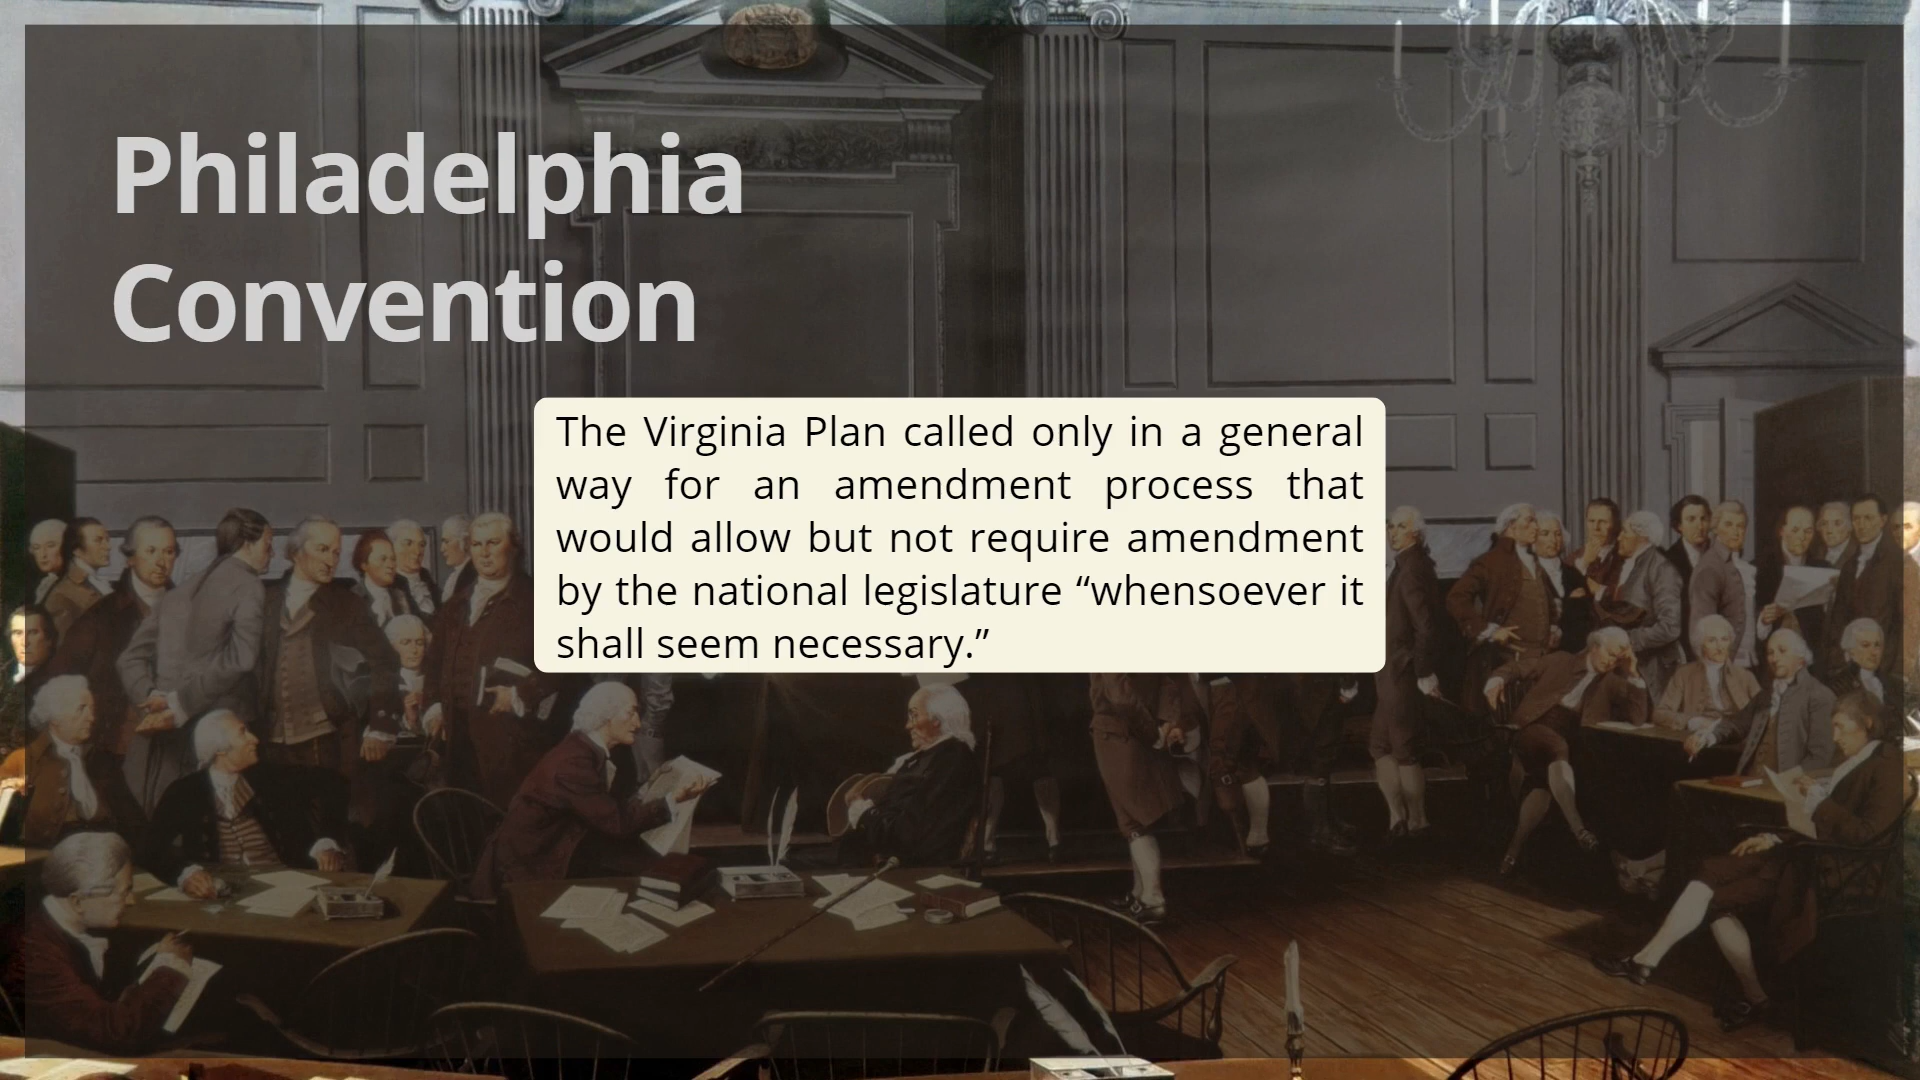 Philadelphia
Convention
The Virginia Plan called only in a general
way for an amendment process that
would allow but not require amendment
by the national legislature “whensoever it
shall seem necessary.”